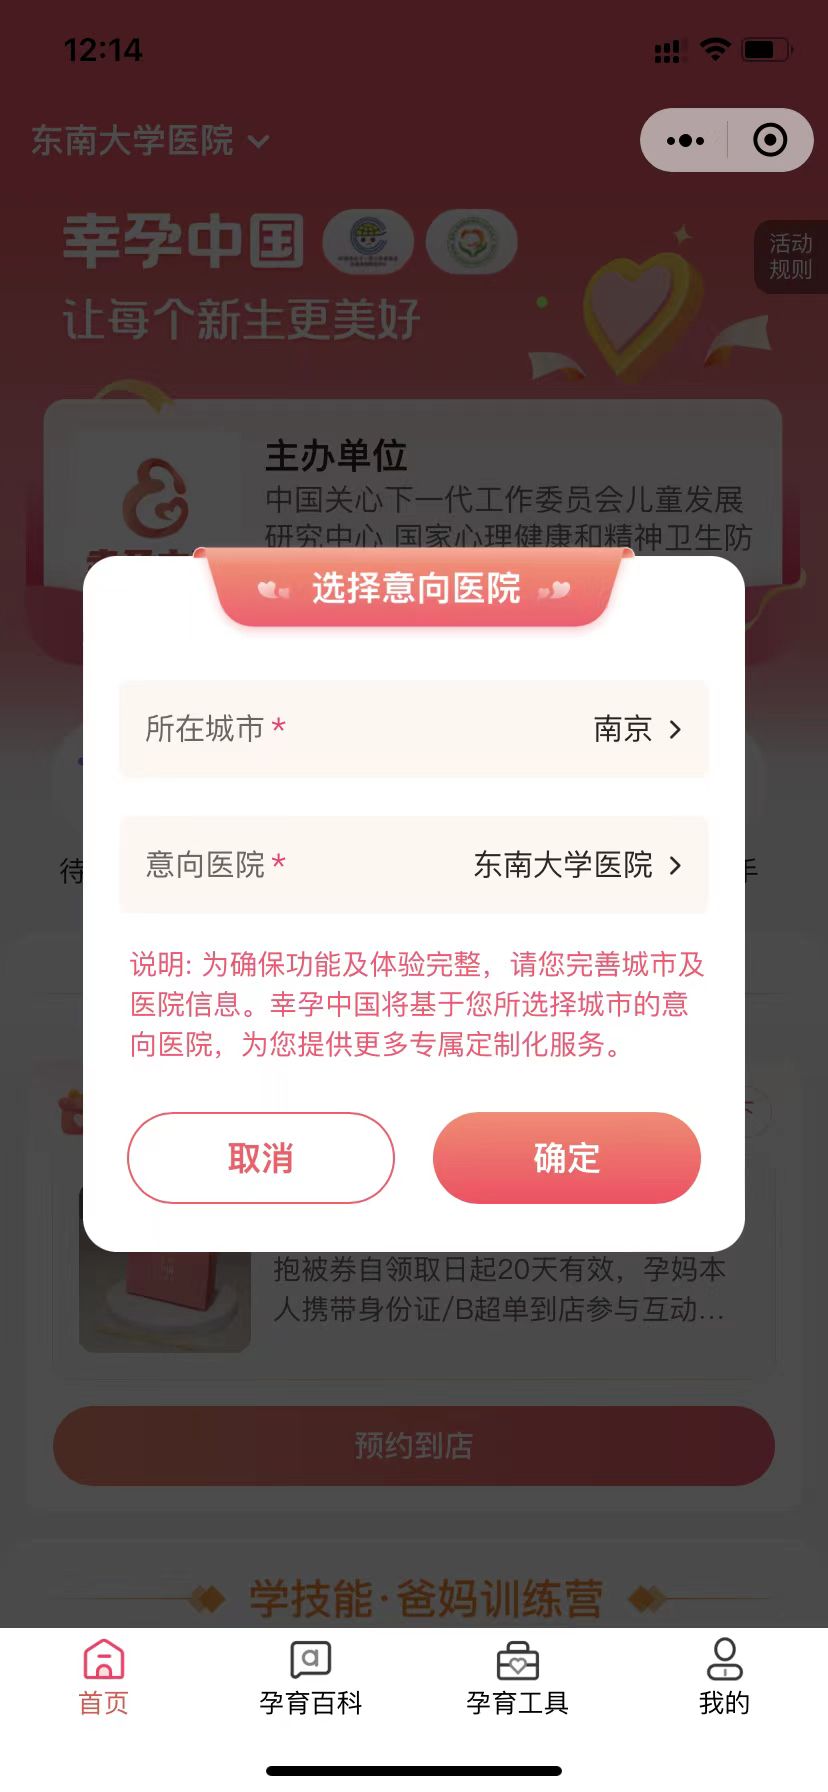 12:14
东南大学医院
幸孕中国
活动
规则
让每个新生更美好
主办单位
中国关心下一代工作委员会儿童发展
研究中心 国家心理健康和精神卫生防
选择意向医院
所在城市* 南京
意向医院* 东南大学医院
待
手
说明: 为确保功能及体验完整，请您完善城市及
医院信息。幸孕中国将基于您所选择城市的意
向医院，为您提供更多专属定制化服务。
取消 确定
抱被券自领取日起20天有效，孕妈本
人携带身份证/B超单到店参与互动...
预约到店
学技能·爸妈训练营
首页 孕育百科 孕育工具 我的